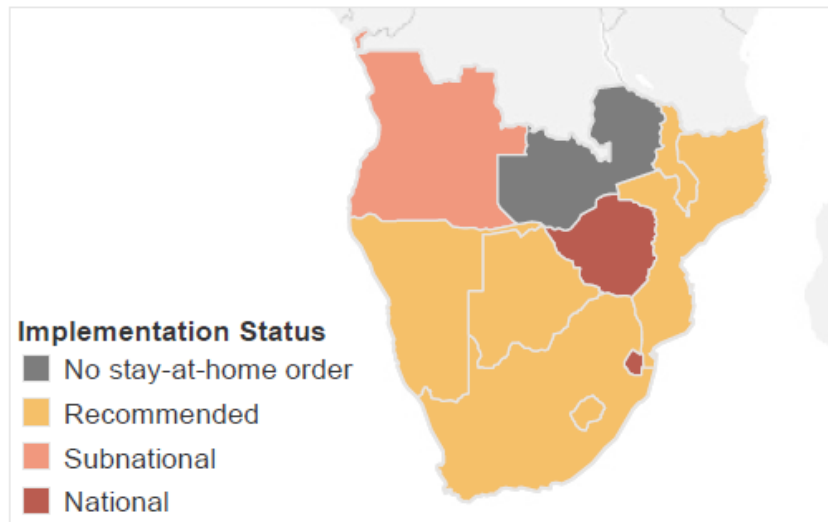 Implementation Status
No stay-at-home order
Recommended
Subnational
National